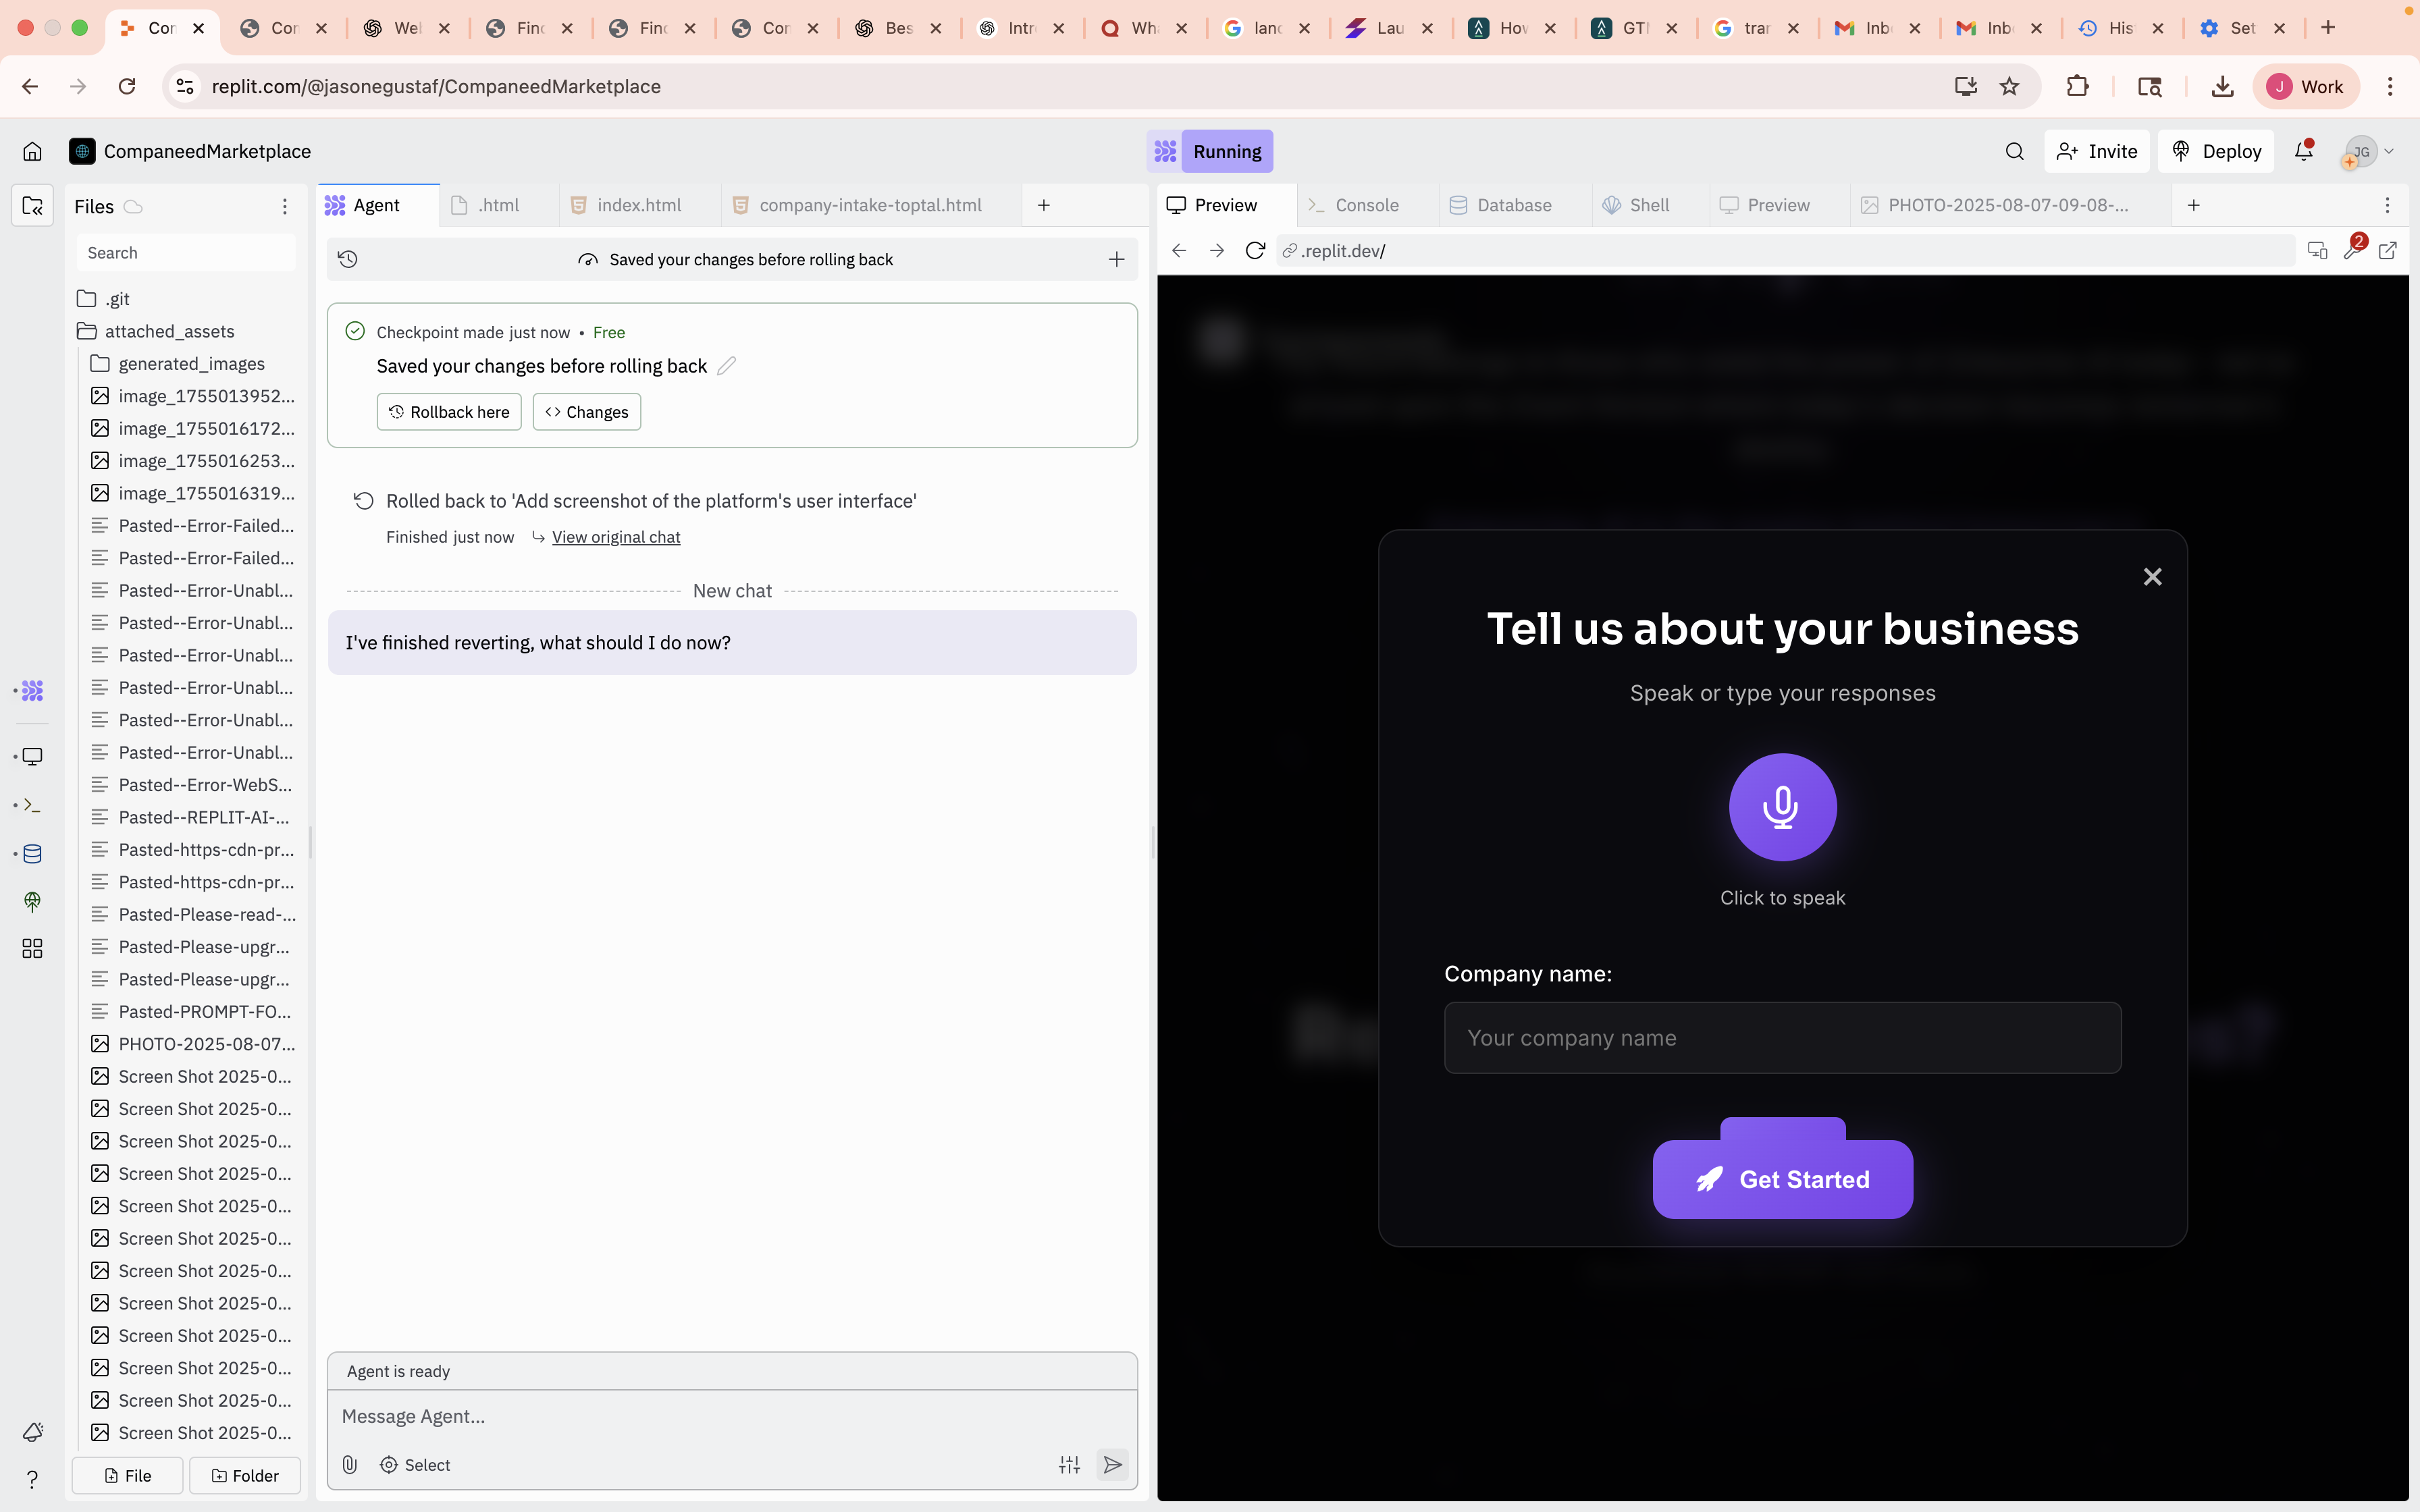 Con
Con
Wel
Find
Find
Con
Bes
Intr
Wha
land
Lau
How
GTM
tran
Inb
Inb
His
Set
replit.com/@jasonegustaf/CompaneedMarketplace
J
Work
CompaneedMarketplace
Running
Invite
Deploy
JG
Files
Agent
.html
index.html
company-intake-toptal.html
Preview
Console
Database
Shell
Preview
PHOTO-2025-08-07-09-08-...
Search
Saved your changes before rolling back
.replit.dev/
2
.git
attached_assets
generated_images
image_1755013952...
image_1755016172...
image_1755016253...
image_1755016319...
Pasted--Error-Failed...
Pasted--Error-Failed...
Pasted--Error-Unabl...
Pasted--Error-Unabl...
Pasted--Error-Unabl...
Pasted--Error-Unabl...
Pasted--Error-Unabl...
Pasted--Error-Unabl...
Pasted--Error-WebS...
Pasted--REPLIT-AI-...
Pasted-https-cdn-pr...
Pasted-https-cdn-pr...
Pasted-Please-read-...
Pasted-Please-upgr...
Pasted-Please-upgr...
Pasted-PROMPT-FO...
PHOTO-2025-08-07...
Screen Shot 2025-0...
Screen Shot 2025-0...
Screen Shot 2025-0...
Screen Shot 2025-0...
Screen Shot 2025-0...
Screen Shot 2025-0...
Screen Shot 2025-0...
Screen Shot 2025-0...
Screen Shot 2025-0...
Screen Shot 2025-0...
Screen Shot 2025-0...
Screen Shot 2025-0...
File
Folder
Checkpoint made just now • Free
Saved your changes before rolling back
Rollback here
Changes
Rolled back to 'Add screenshot of the platform's user interface'
Finished just now
View original chat
New chat
I've finished reverting, what should I do now?
Agent is ready
Message Agent...
Select
Tell us about your business
Speak or type your responses
Click to speak
Company name:
Your company name
Get Started